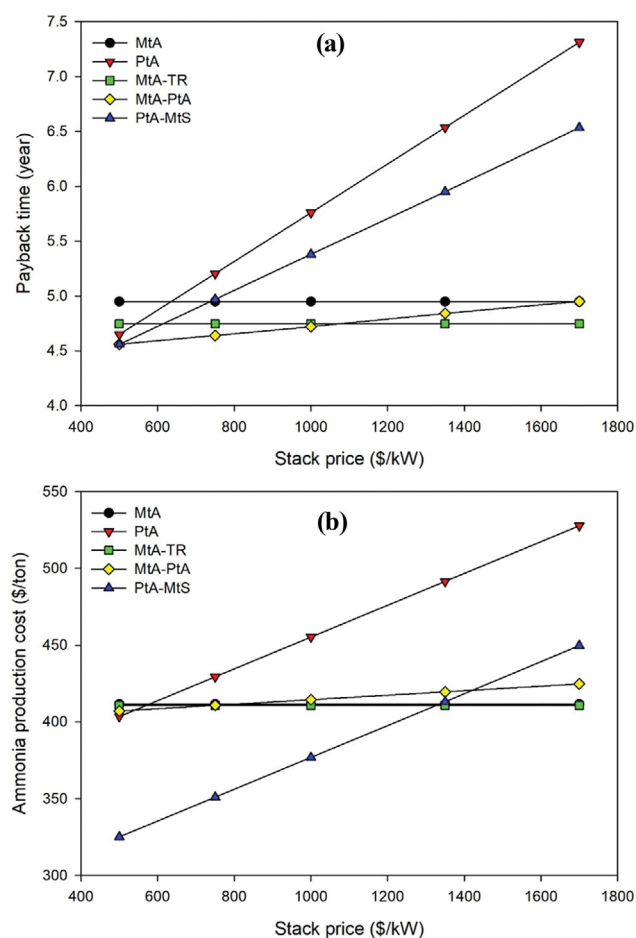 (a)
MtA
PtA
MtA-TR
MtA-PtA
PtA-MtS
Payback time (year)
7.5
7.0
6.5
6.0
5.5
5.0
4.5
4.0
400 600 800 1000 1200 1400 1600 1800
Stack price ($/kW)
(b)
MtA
PtA
MtA-TR
MtA-PtA
PtA-MtS
Ammonia production cost ($/ton)
550
500
450
400
350
300
400 600 800 1000 1200 1400 1600 1800
Stack price ($/kW)